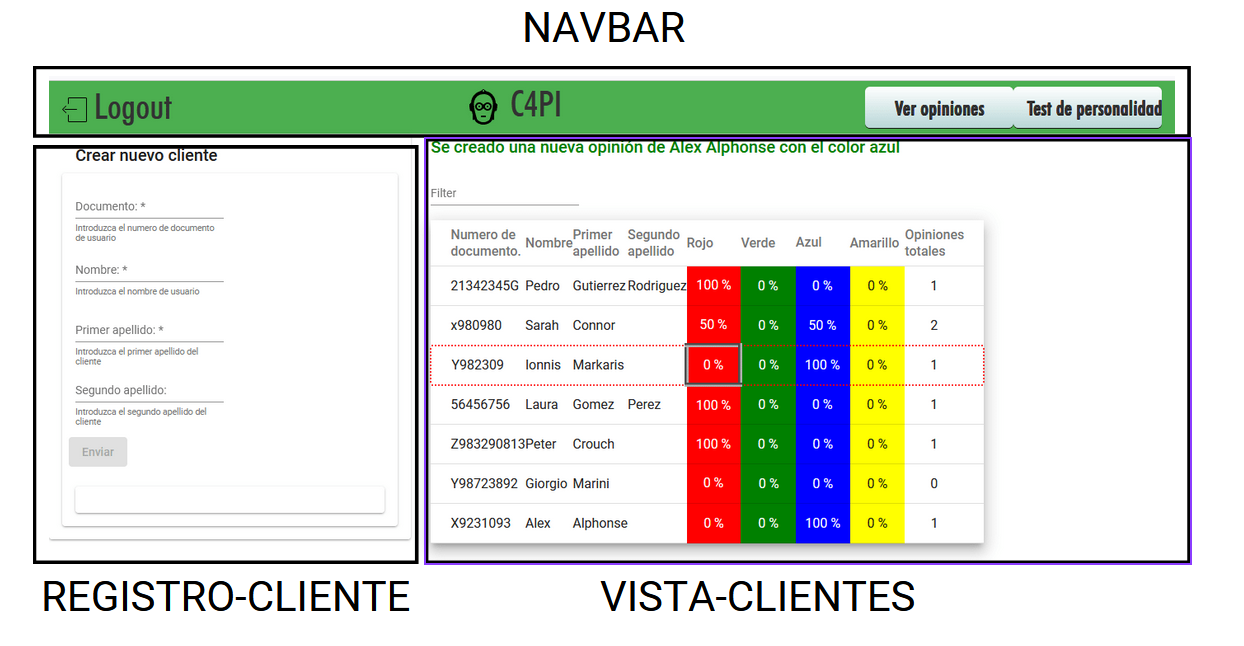 NAVBAR
Logout
C4PI
Ver opiniones
Test de personalidad
Crear nuevo cliente
Documento: *
Introduzca el numero de documento
de usuario
Nombre: *
Introduzca el nombre de usuario
Primer apellido: *
Introduzca el primer apellido del
cliente
Segundo apellido:
Introduzca el segundo apellido del
cliente
Enviar
Se creado una nueva opinión de Alex Alphonse con el color azul
Filter
Numero de documento. Nombre Primer apellido Segundo apellido Rojo Verde Azul Amarillo Opiniones totales
21342345G Pedro Gutierrez Rodriguez 100 % 0 % 0 % 0 % 1
x980980 Sarah Connor 50 % 0 % 50 % 0 % 2
Y982309 Ionnis Markaris 0 % 0 % 100 % 0 % 1
56456756 Laura Gomez Perez 100 % 0 % 0 % 0 % 1
Z983290813 Peter Crouch 100 % 0 % 0 % 0 % 1
Y98723892 Giorgio Marini 0 % 0 % 0 % 0 % 0
X9231093 Alex Alphonse 0 % 0 % 100 % 0 % 1
REGISTRO-CLIENTE
VISTA-CLIENTES